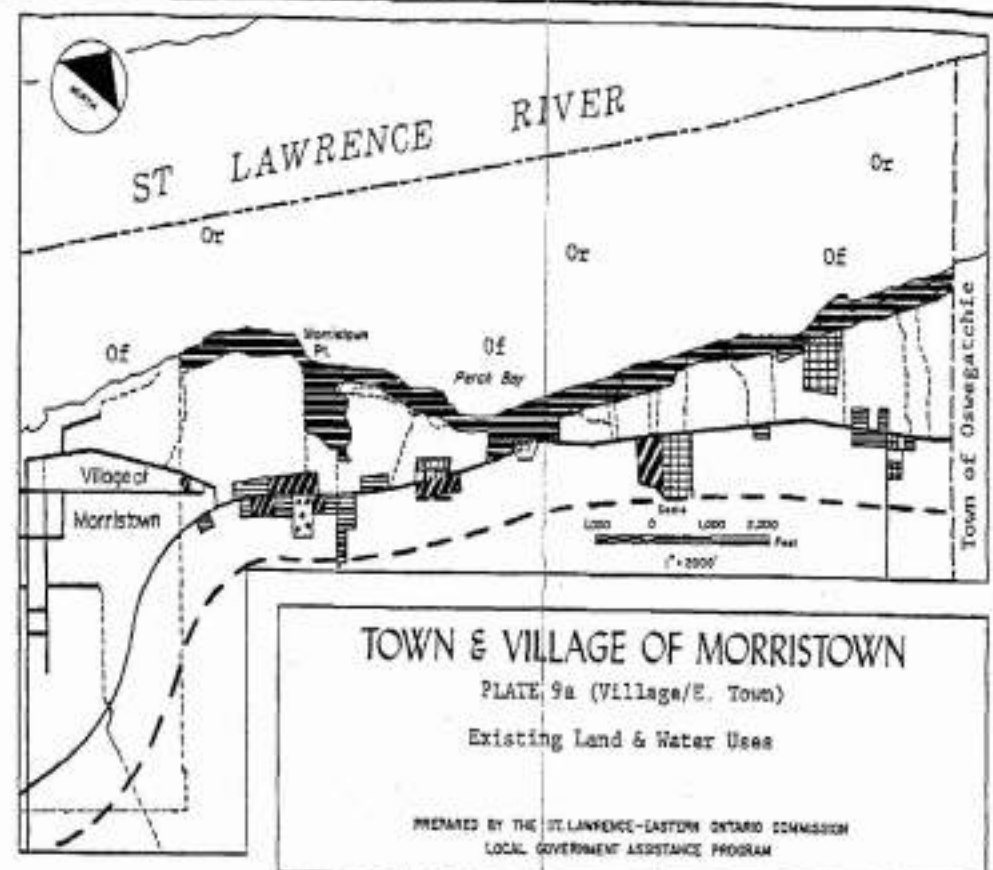 NORTH
ST LAWRENCE RIVER
Or
Or
Or
Of
Of
Of
Morristown
Pt.
Perch Bay
Village of
Morristown
Town of Oswegatchie
Scale
1,000 0 1,000 2,000
Feet
1"=2000'
TOWN & VILLAGE OF MORRISTOWN
PLATE 9a (Village/E. Town)
Existing Land & Water Uses
PREPARED BY THE ST. LAWRENCE-EASTERN ONTARIO COMMISSION
LOCAL GOVERNMENT ASSISTANCE PROGRAM